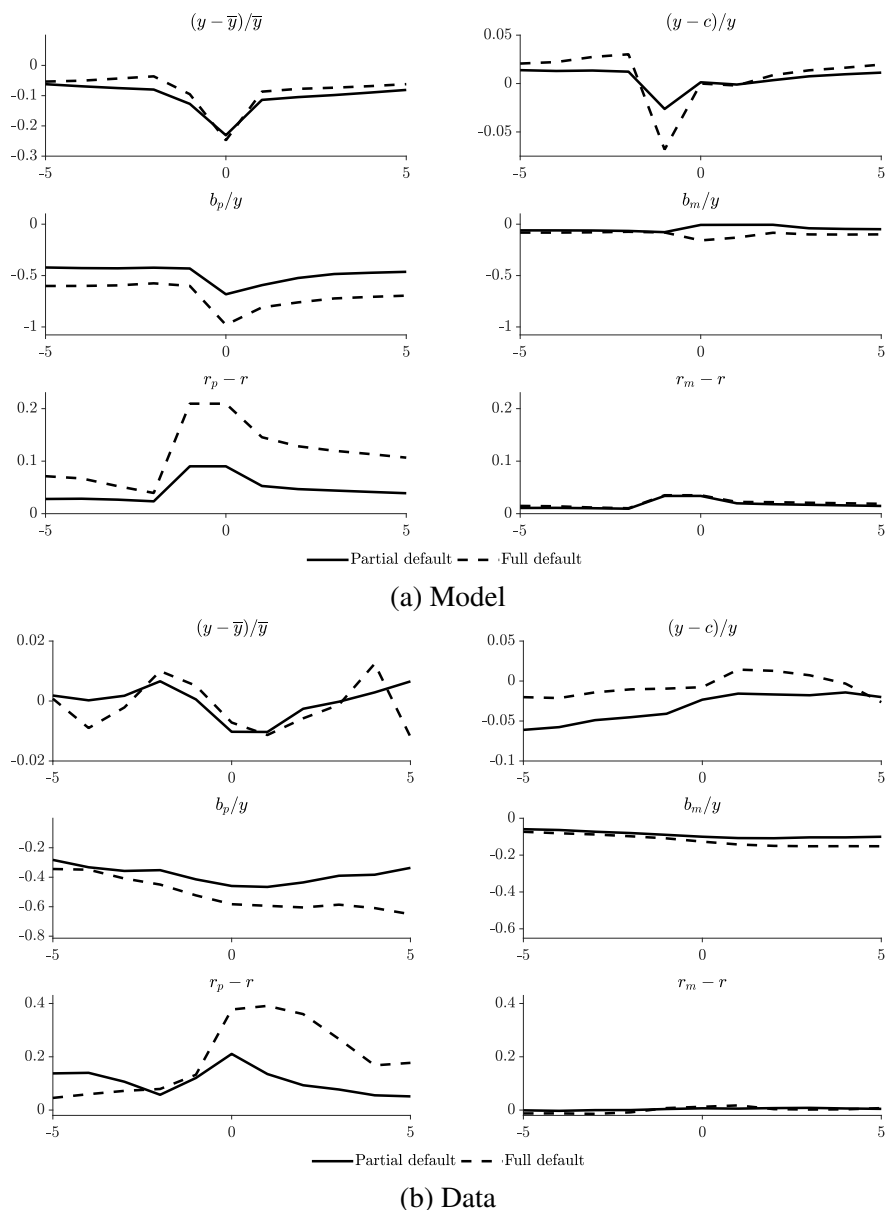 (y − y̅)/y̅ (y − c)/y
0 0.05
-0.1 0
-0.2 -0.05
-0.3
-5 0 5 -5 0 5
b_p/y b_m/y
0 0
-0.5 -0.5
-1 -1
-5 0 5 -5 0 5
r_p − r r_m − r
0.2 0.2
0.1 0.1
0 0
-5 0 5 -5 0 5
Partial default Full default
(a) Model
(y − y̅)/y̅ (y − c)/y
0.02 0.05
0 0
-0.05
-0.02 -0.1
-5 0 5 -5 0 5
b_p/y b_m/y
0
-0.2 -0.2
-0.4 -0.4
-0.6 -0.6
-0.8
-5 0 5 -5 0 5
r_p − r r_m − r
0.4 0.4
0.2 0.2
0 0
-5 0 5 -5 0 5
Partial default Full default
(b) Data